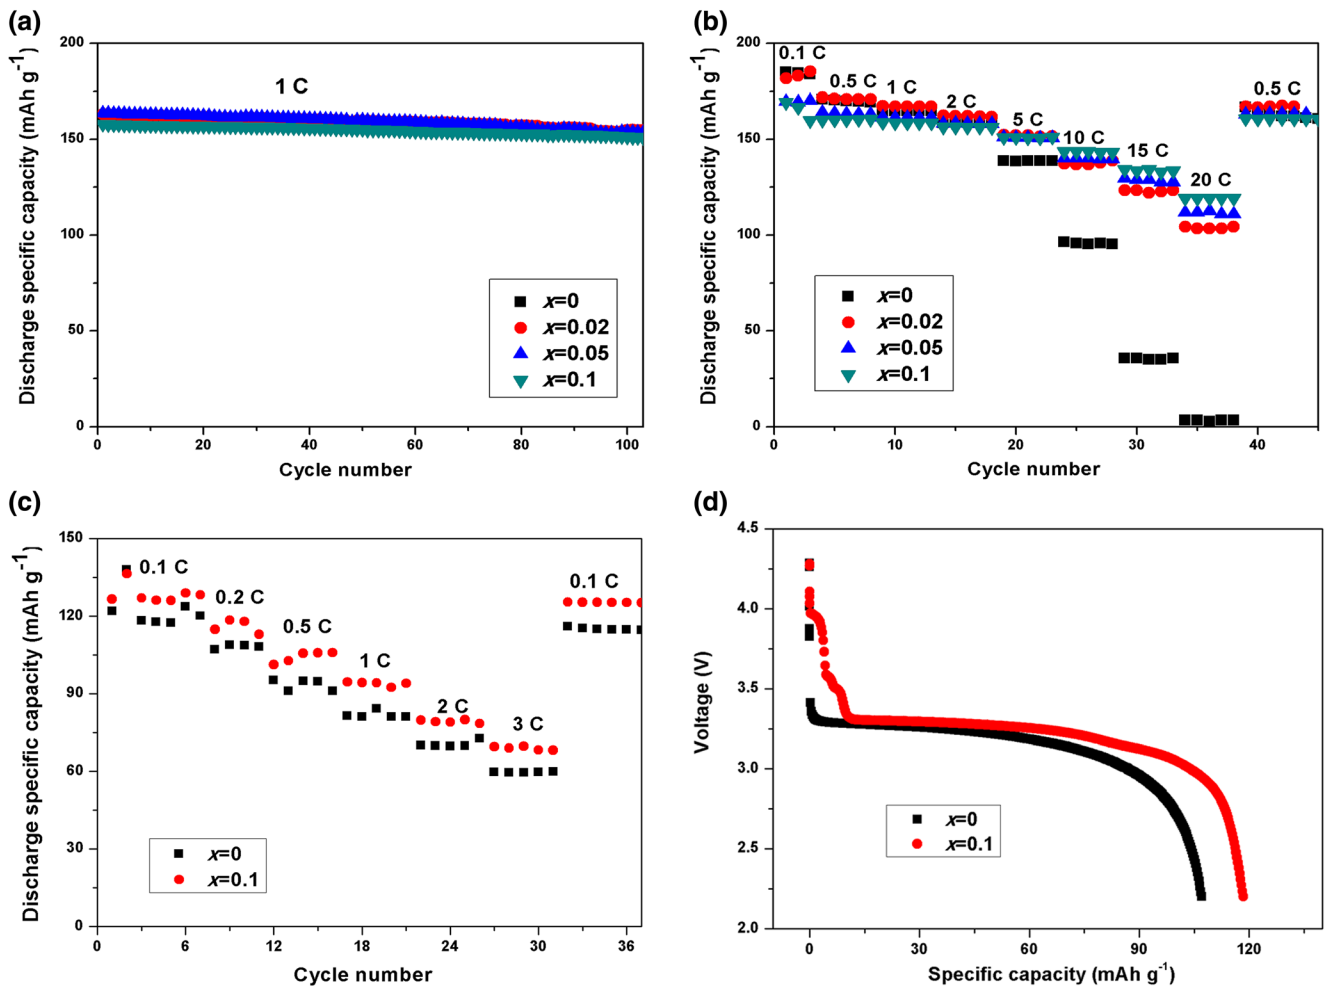 (a)
200
150
100
50
0
Discharge specific capacity (mAh g-1)
1 C
x=0
x=0.02
x=0.05
x=0.1
0 20 40 60 80 100
Cycle number
(b)
200
150
100
50
0
Discharge specific capacity (mAh g-1)
0.1 C
0.5 C
1 C
2 C
5 C
10 C
15 C
20 C
0.5 C
x=0
x=0.02
x=0.05
x=0.1
0 10 20 30 40
Cycle number
(c)
150
120
90
60
30
0
Discharge specific capacity (mAh g-1)
0.1 C
0.2 C
0.5 C
1 C
2 C
3 C
0.1 C
x=0
x=0.1
0 6 12 18 24 30 36
Cycle number
(d)
4.5
4.0
3.5
3.0
2.5
2.0
Voltage (V)
x=0
x=0.1
0 30 60 90 120
Specific capacity (mAh g-1)